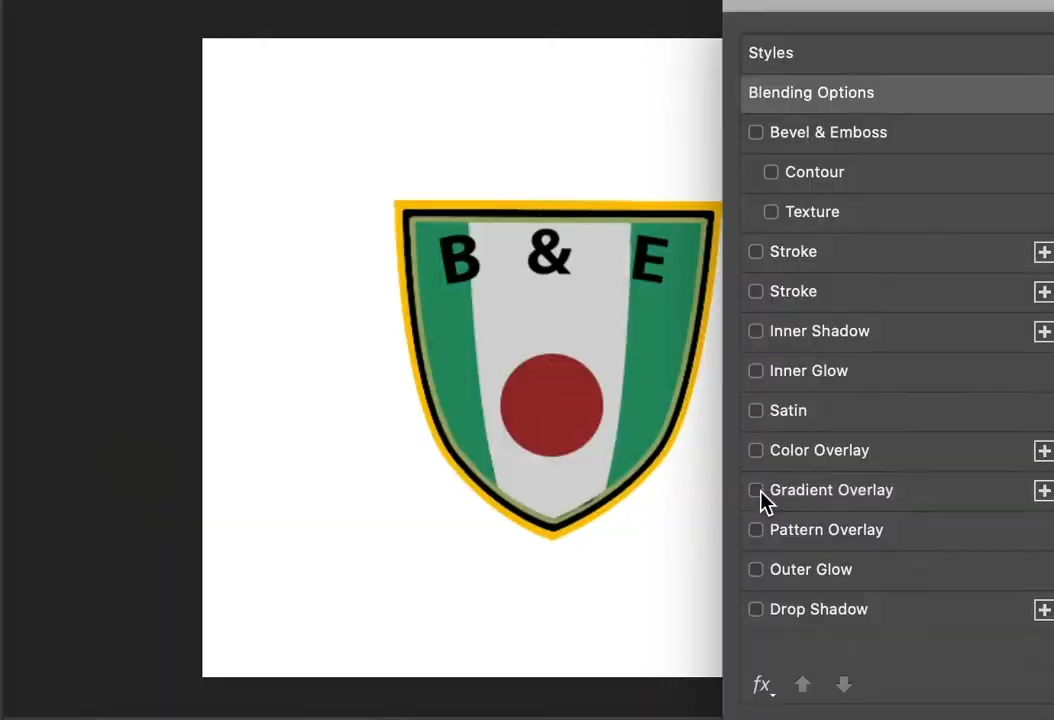 B & E
Styles
Blending Options
Bevel & Emboss
Contour
Texture
Stroke
Stroke
Inner Shadow
Inner Glow
Satin
Color Overlay
Gradient Overlay
Pattern Overlay
Outer Glow
Drop Shadow
fx